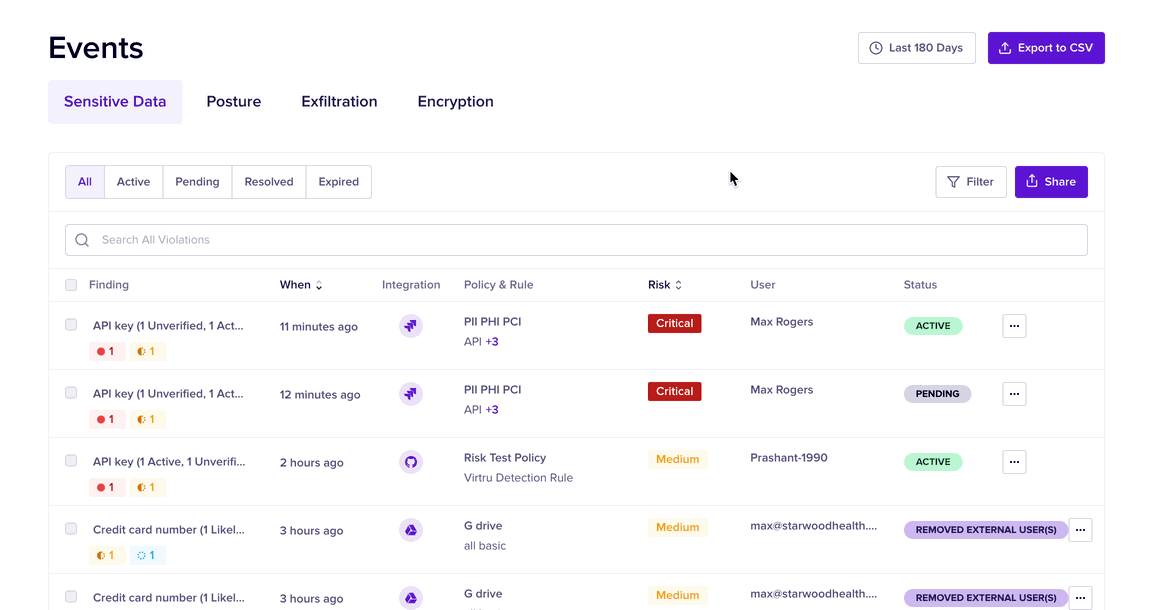 Events
Last 180 Days
Export to CSV
Sensitive Data
Posture
Exfiltration
Encryption
All
Active
Pending
Resolved
Expired
Filter
Share
Search All Violations
Finding
When
Integration
Policy & Rule
Risk
User
Status
API key (1 Unverified, 1 Act...
11 minutes ago
PII PHI PCI
Critical
Max Rogers
ACTIVE
...
API +3
1
1
API key (1 Unverified, 1 Act...
12 minutes ago
PII PHI PCI
Critical
Max Rogers
PENDING
...
API +3
1
1
API key (1 Active, 1 Unverifi...
2 hours ago
Risk Test Policy
Medium
Prashant-1990
ACTIVE
...
Virtru Detection Rule
1
1
Credit card number (1 Likel...
3 hours ago
G drive
Medium
max@starwoodhealth....
REMOVED EXTERNAL USER(S)
...
all basic
1
1
Credit card number (1 Likel...
3 hours ago
G drive
Medium
max@starwoodhealth....
REMOVED EXTERNAL USER(S)
...